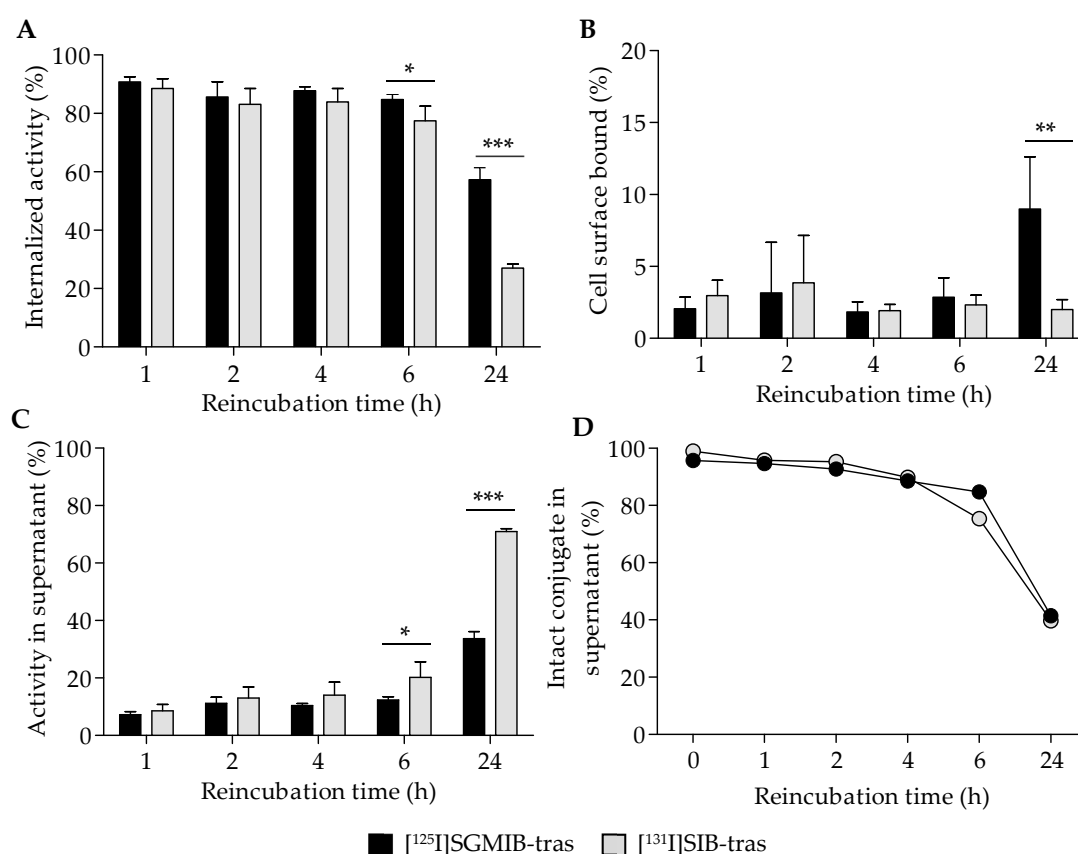 A
Internalized activity (%)
100
80
60
40
20
0
*
***
1 2 4 6 24
Reincubation time (h)
B
Cell surface bound (%)
20
15
10
5
0
**
1 2 4 6 24
Reincubation time (h)
C
Activity in supernatant (%)
100
80
60
40
20
0
*
***
1 2 4 6 24
Reincubation time (h)
D
Intact conjugate in
supernatant (%)
100
80
60
40
20
0
0 1 2 4 6 24
Reincubation time (h)
[¹²⁵I]SGMIB-tras [¹³¹I]SIB-tras